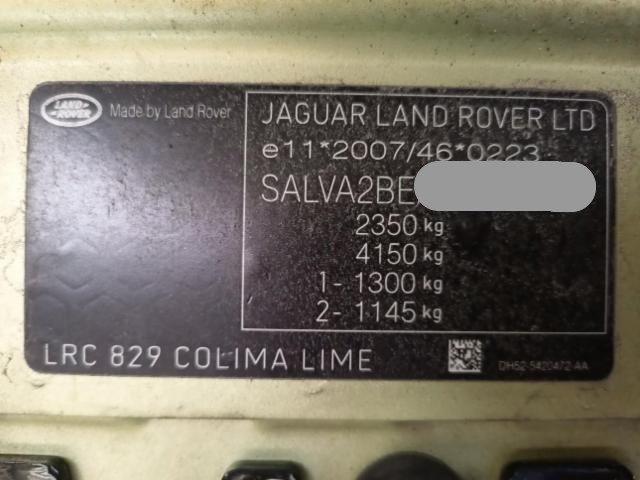 LAND ROVER
Made by Land Rover
JAGUAR LAND ROVER LTD
e11*2007/46*0223
SALVA2BE
2350 kg
4150 kg
1- 1300 kg
2- 1145 kg
LRC 829 COLIMA LIME
DH52-5420472-AA